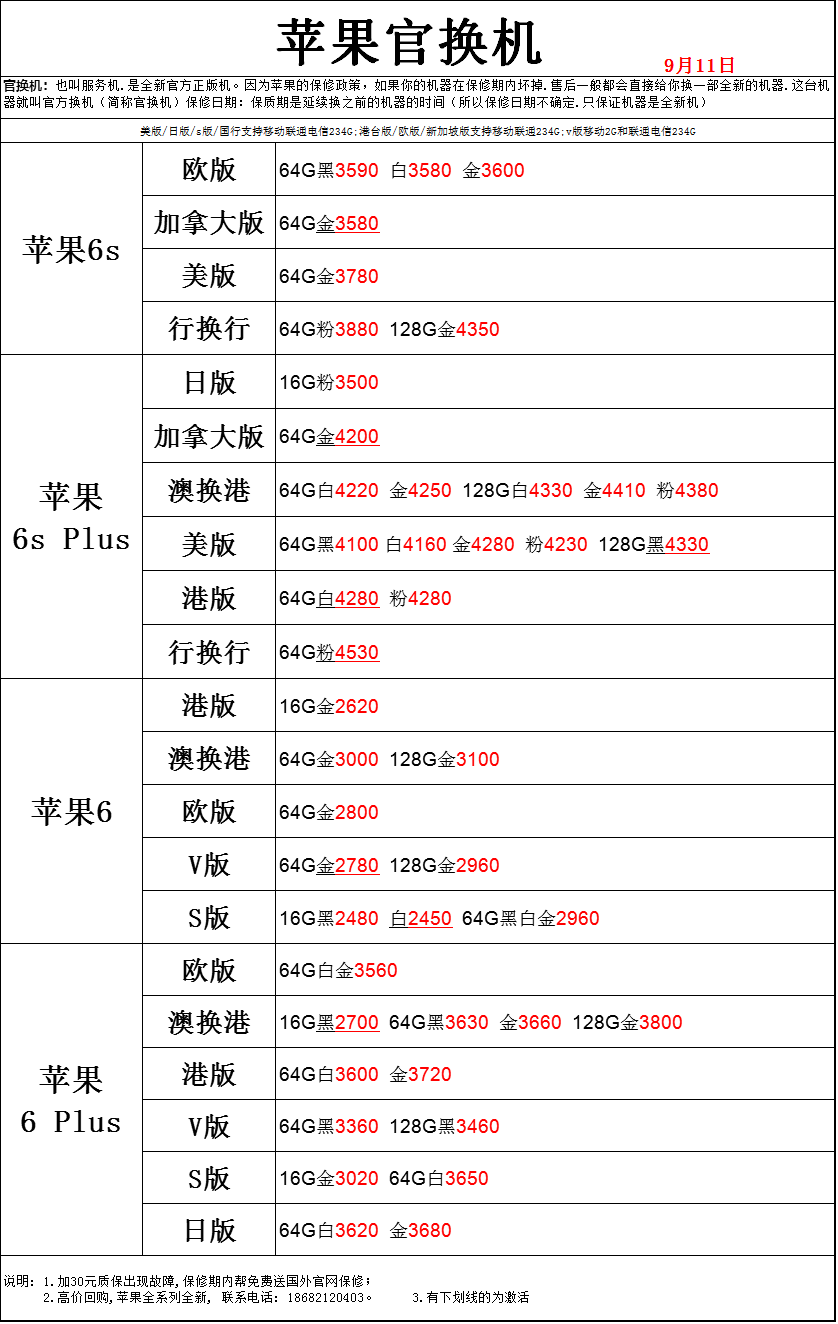 苹果官换机
9月11日
官换机：也叫服务机.是全新官方正版机。因为苹果的保修政策，如果你的机器在保修期内坏掉.售后一般都会直接给你换一部全新的机器.这台机
器就叫官方换机（简称官换机）保修日期：保质期是延续换之前的机器的时间（所以保修日期不确定.只保证机器是全新机）
美版/日版/s版/国行支持移动联通电信234G;港台版/欧版/新加坡版支持移动联通234G;v版移动2G和联通电信234G
苹果6s
欧版 64G黑3590 白3580 金3600
加拿大版 64G金3580
美版 64G金3780
行换行 64G粉3880 128G金4350
苹果
6s Plus
日版 16G粉3500
加拿大版 64G金4200
澳换港 64G白4220 金4250 128G白4330 金4410 粉4380
美版 64G黑4100 白4160 金4280 粉4230 128G黑4330
港版 64G白4280 粉4280
行换行 64G粉4530
苹果6
港版 16G金2620
澳换港 64G金3000 128G金3100
欧版 64G金2800
V版 64G金2780 128G金2960
S版 16G黑2480 白2450 64G黑白金2960
苹果
6 Plus
欧版 64G白金3560
澳换港 16G黑2700 64G黑3630 金3660 128G金3800
港版 64G白3600 金3720
V版 64G黑3360 128G黑3460
S版 16G金3020 64G白3650
日版 64G白3620 金3680
说明：1.加30元质保出现故障,保修期内帮免费送国外官网保修;
2.高价回购,苹果全系列全新, 联系电话：18682120403。 3.有下划线的为激活